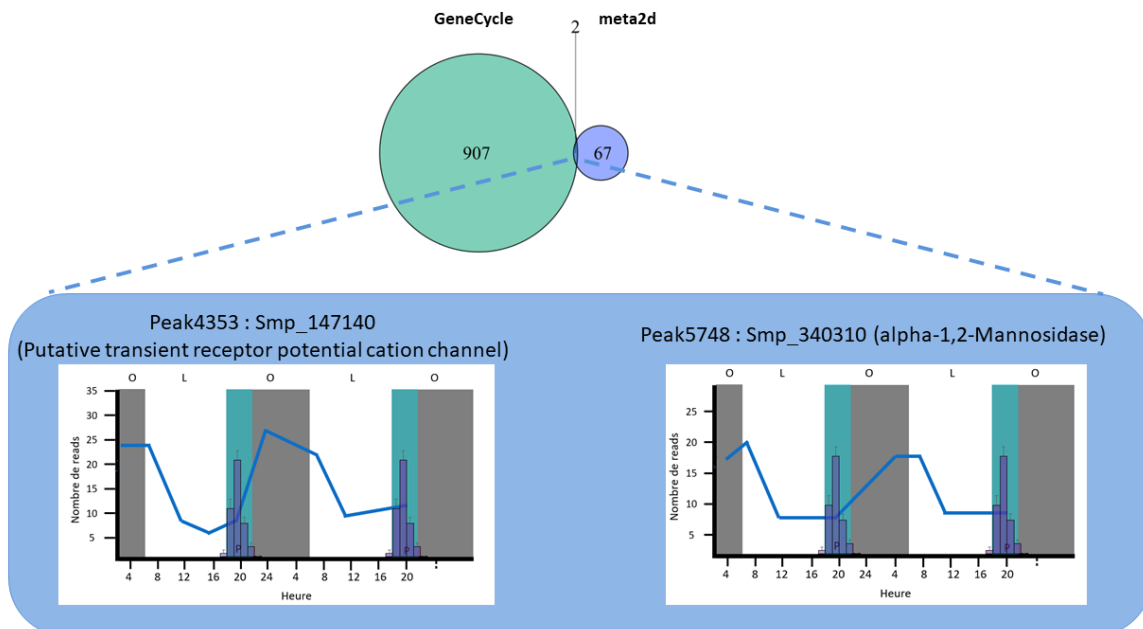 GeneCycle 2 meta2d
907 67
Peak4353 : Smp_147140
(Putative transient receptor potential cation channel)
O L O L O
35
30
25
20
15
10
5
Nombre de reads
P P
4 8 12 16 20 24 4 8 12 16 20
Heure
Peak5748 : Smp_340310 (alpha-1,2-Mannosidase)
O L O L O
25
20
15
10
5
Nombre de reads
P P
4 8 12 16 20 24 4 8 12 16 20
Heure